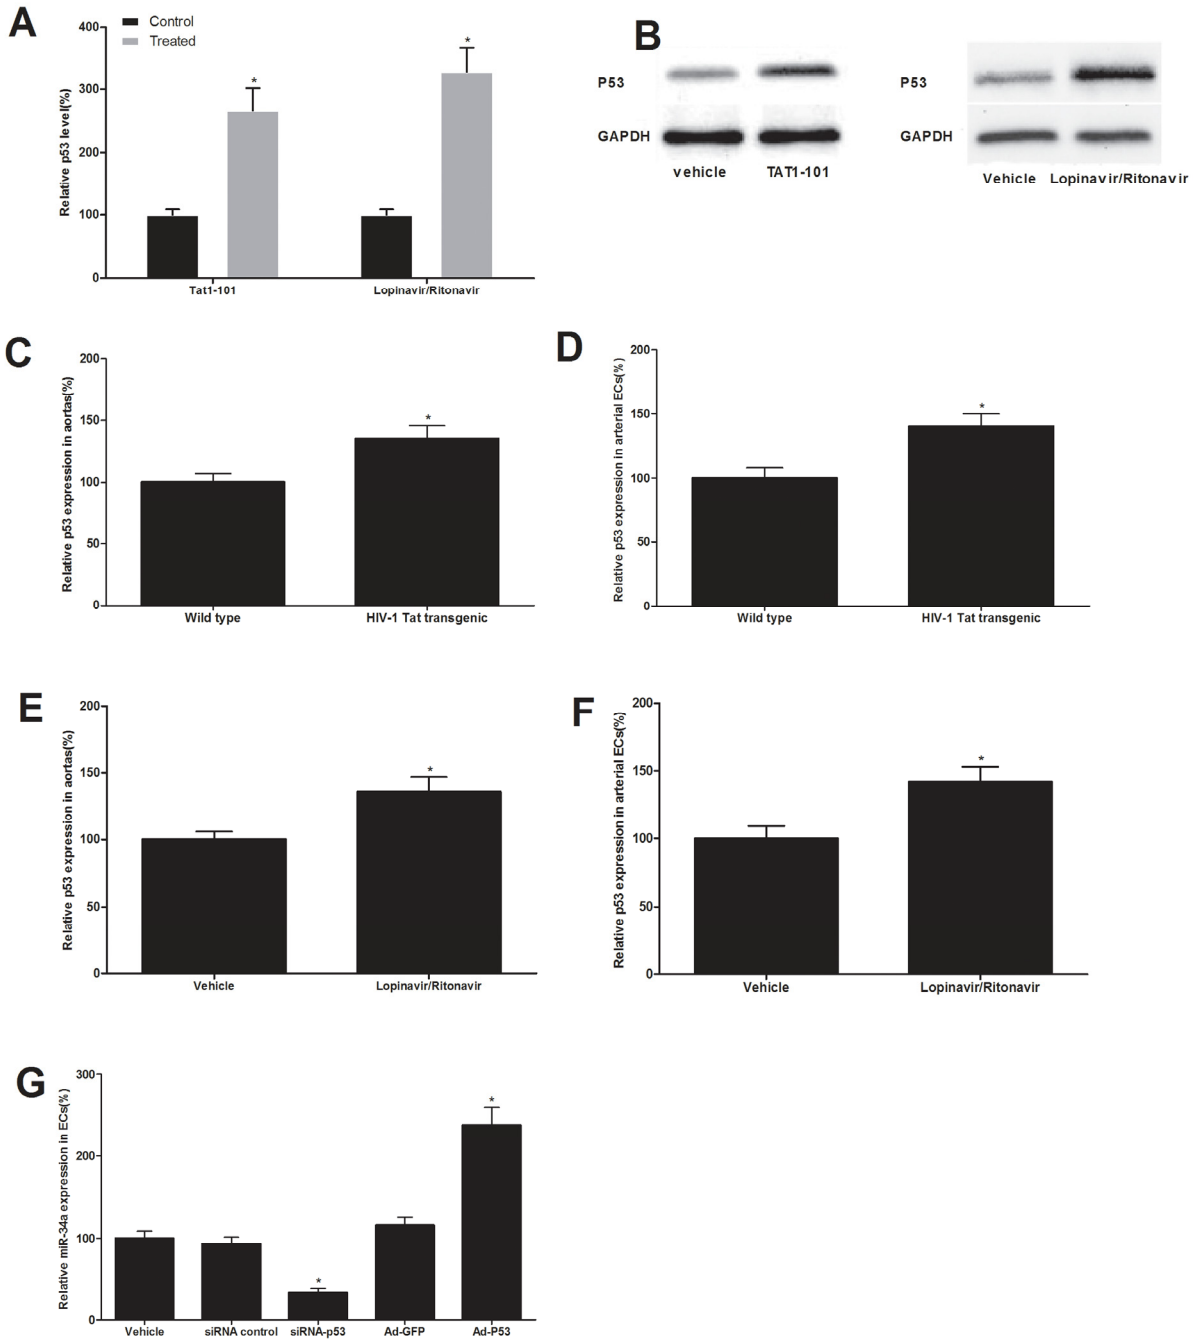 A
Control
Treated
Relative p53 level(%)
400
300
200
100
0
*
*
Tat1-101
Lopinavir/Ritonavir
B
P53
GAPDH
vehicle
TAT1-101
P53
GAPDH
Vehicle
Lopinavir/Ritonavir
C
Relative p53 expression in aortas(%)
200
150
100
50
0
*
Wild type
HIV-1 Tat transgenic
D
Relative p53 expression in arterial ECs(%)
200
150
100
50
0
*
Wild type
HIV-1 Tat transgenic
E
Relative p53 expression in aortas(%)
200
150
100
50
0
*
Vehicle
Lopinavir/Ritonavir
F
Relative p53 expression in arterial ECs(%)
200
150
100
50
0
*
Vehicle
Lopinavir/Ritonavir
G
Relative miR-34a expression in ECs(%)
300
200
100
0
*
*
Vehicle
siRNA control
siRNA-p53
Ad-GFP
Ad-P53